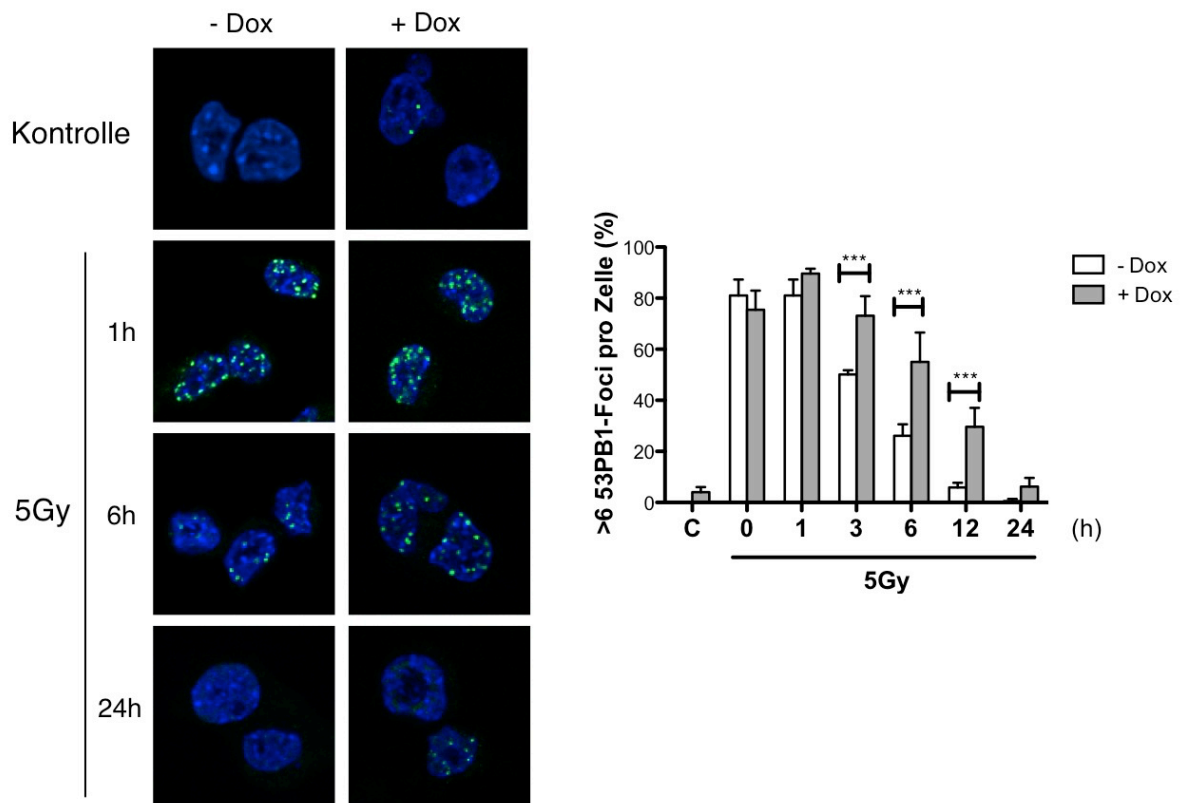 - Dox
+ Dox
Kontrolle
5Gy
1h
6h
24h
>6 53PB1-Foci pro Zelle (%)
100
80
60
40
20
0
***
***
***
- Dox
+ Dox
C 0 1 3 6 12 24 (h)
5Gy